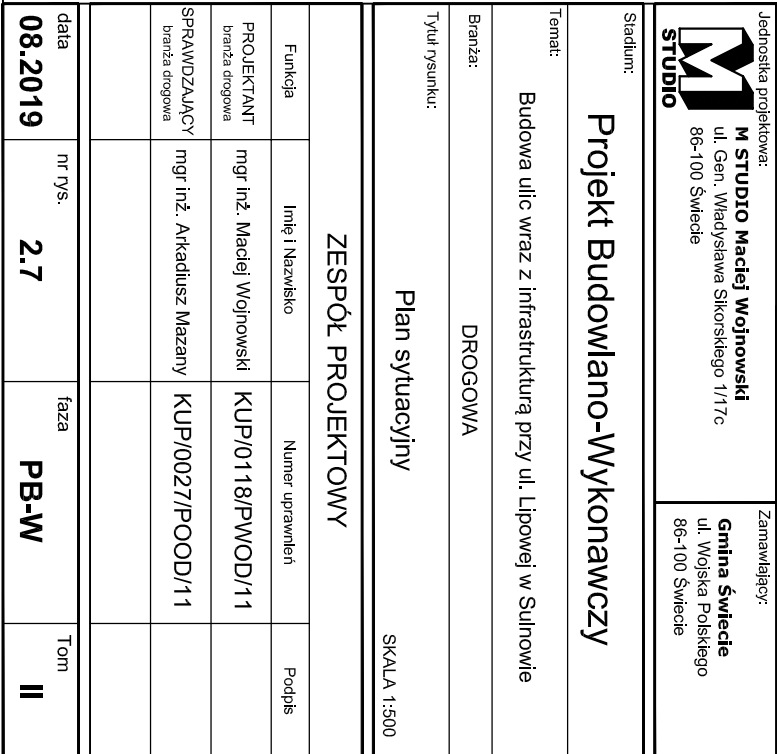 Jednostka projektowa:
M
STUDIO
M STUDIO Maciej Wojnowski
ul. Gen. Władysława Sikorskiego 1/17c
86-100 Świecie
Zamawiający:
Gmina Świecie
ul. Wojska Polskiego
86-100 Świecie
Stadium:
Projekt Budowlano-Wykonawczy
Temat:
Budowa ulic wraz z infrastrukturą przy ul. Lipowej w Sulnowie
Branża:
DROGOWA
Tytuł rysunku:
Plan sytuacyjny
SKALA 1:500
ZESPÓŁ PROJEKTOWY
Funkcja
Imię i Nazwisko
Numer uprawnień
Podpis
PROJEKTANT
branża drogowa
mgr inż. Maciej Wojnowski
KUP/0118/PWOD/11
SPRAWDZAJĄCY
branża drogowa
mgr inż. Arkadiusz Mazany
KUP/0027/POOD/11
data
08.2019
nr rys.
2.7
faza
PB-W
Tom
II